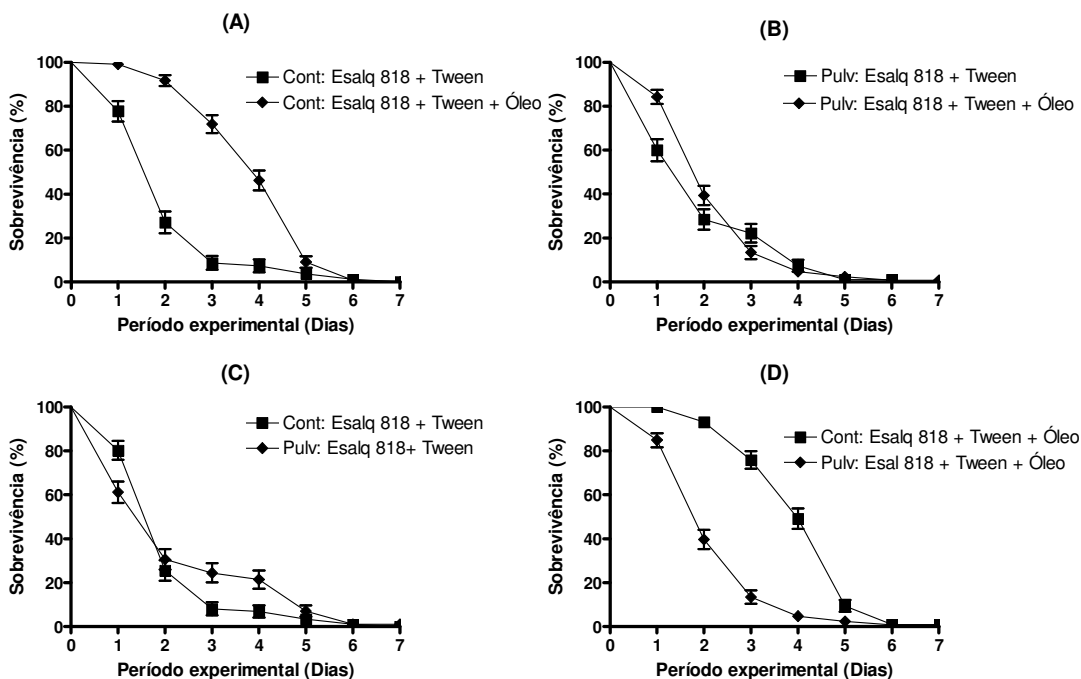 (A)
Sobrevivência (%)
100
80
60
40
20
0
0 1 2 3 4 5 6 7
Período experimental (Dias)
Cont: Esalq 818 + Tween
Cont: Esalq 818 + Tween + Óleo
(B)
Sobrevivência (%)
100
80
60
40
20
0
0 1 2 3 4 5 6 7
Período experimental (Dias)
Pulv: Esalq 818 + Tween
Pulv: Esalq 818 + Tween + Óleo
(C)
Sobrevivência (%)
100
80
60
40
20
0
0 1 2 3 4 5 6 7
Período experimental (Dias)
Cont: Esalq 818 + Tween
Pulv: Esalq 818+ Tween
(D)
Sobrevivência (%)
100
80
60
40
20
0
0 1 2 3 4 5 6 7
Período experimental (Dias)
Cont: Esalq 818 + Tween + Óleo
Pulv: Esal 818 + Tween + Óleo